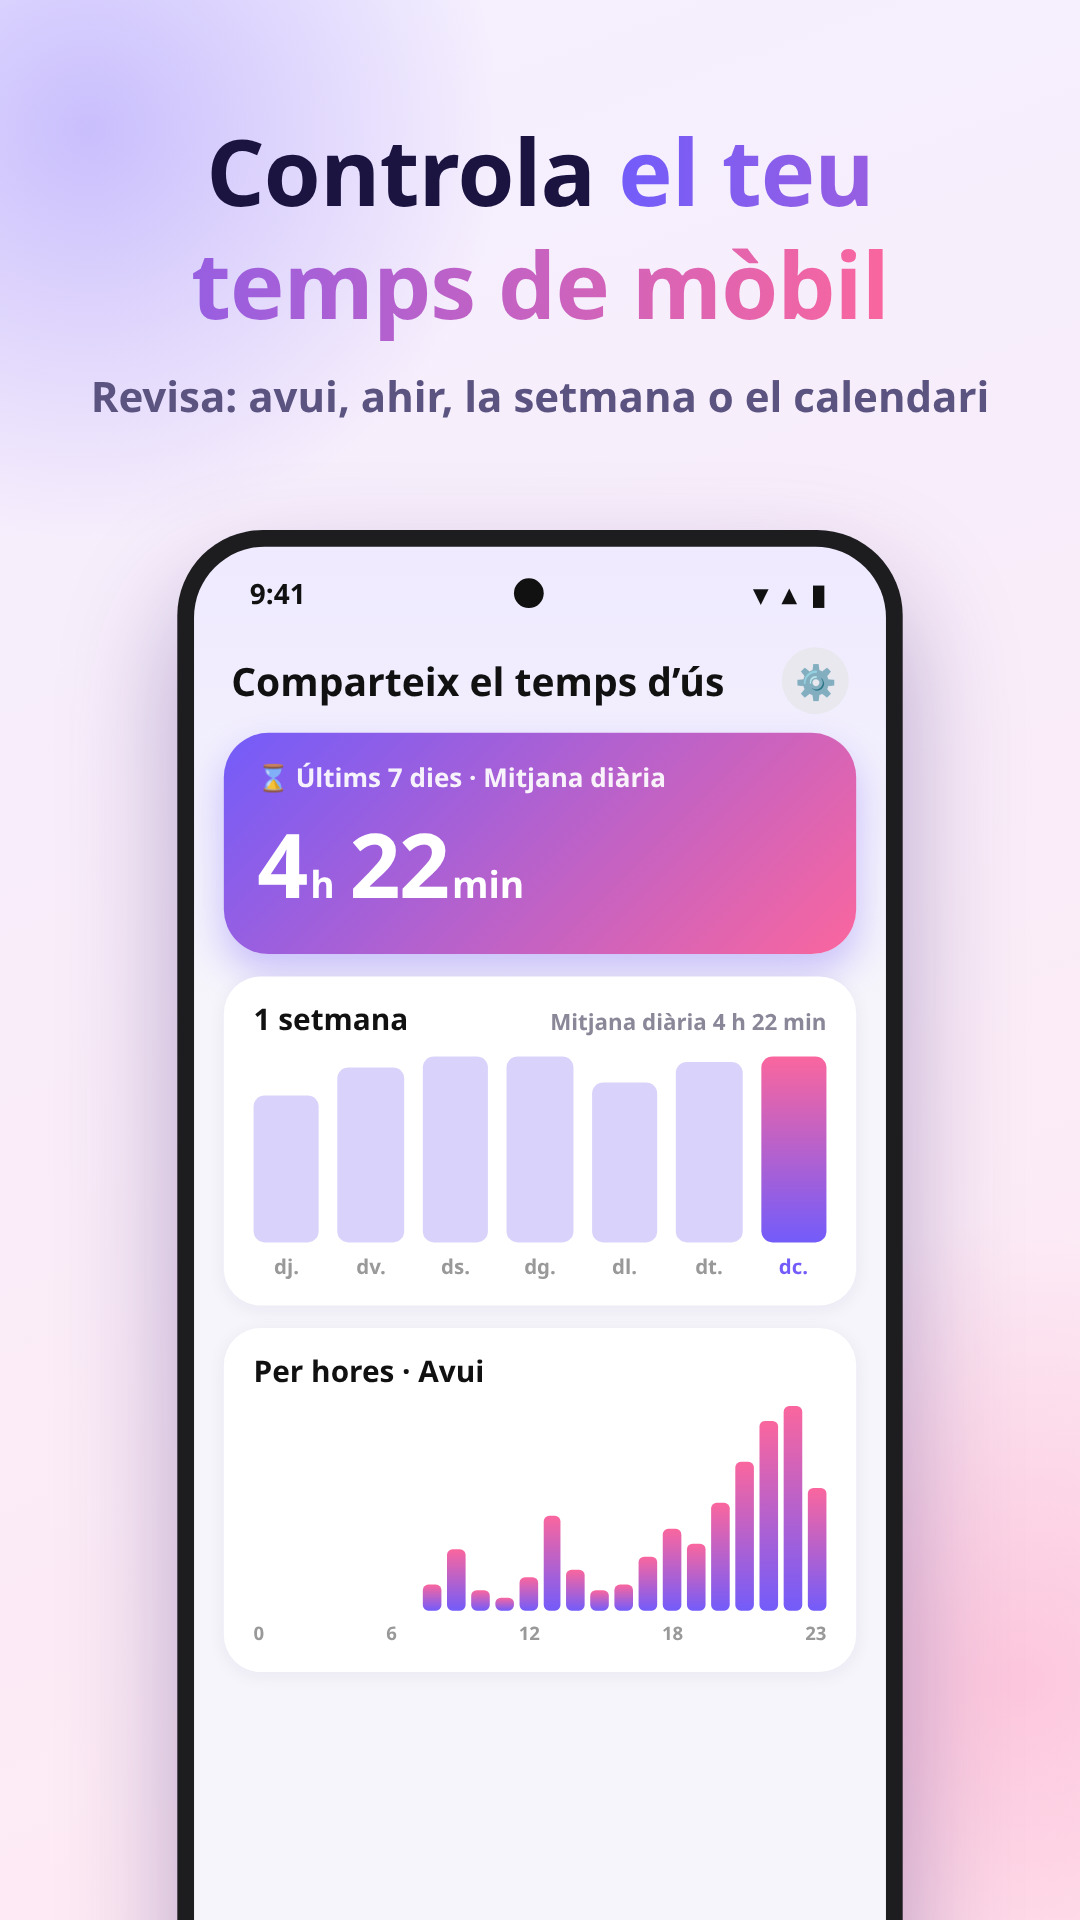 Controla el teu
temps de mòbil
Revisa: avui, ahir, la setmana o el calendari
9:41
Comparteix el temps d’ús
Últims 7 dies · Mitjana diària
4h 22min
1 setmana
Mitjana diària 4 h 22 min
dj. dv. ds. dg. dl. dt. dc.
Per hores · Avui
0 6 12 18 23